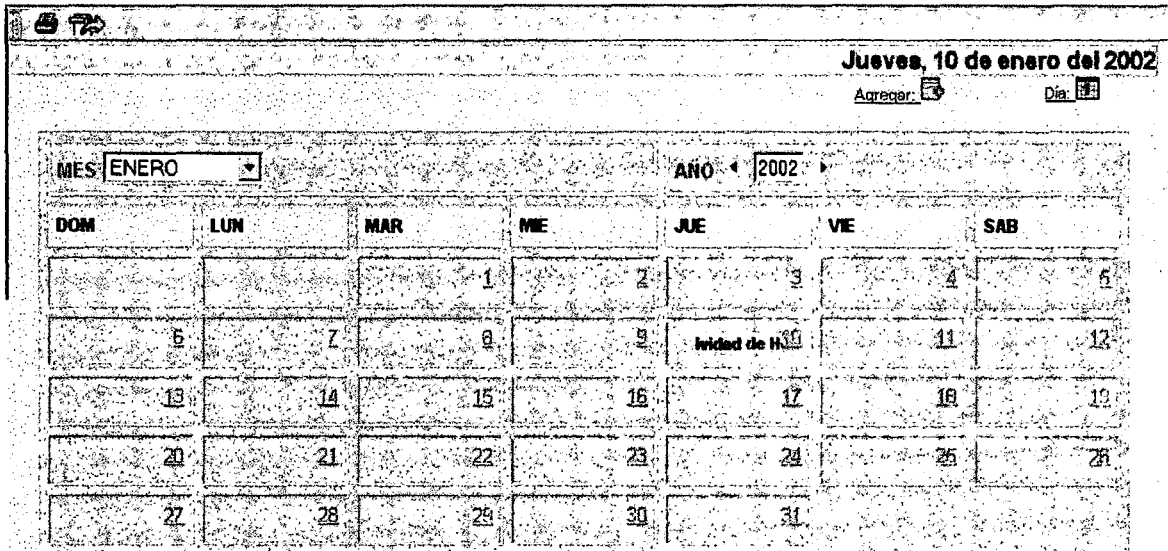 Jueves, 10 de enero del 2002
Agregar: Día:
MES ENERO AÑO 2002
DOM LUN MAR MIE JUE VIE SAB
1 2 3 4 5
6 7 8 9 ividad de H 10 11 12
13 14 15 16 17 18 19
20 21 22 23 24 25 26
27 28 29 30 31